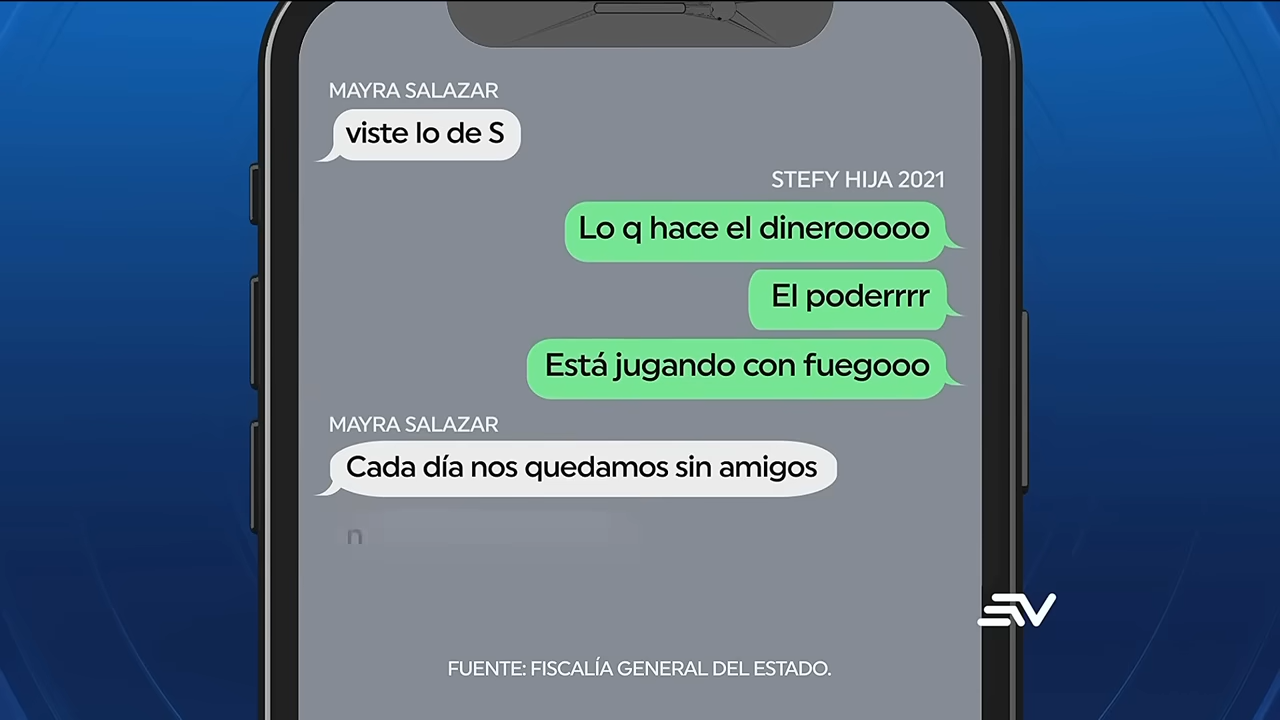 MAYRA SALAZAR
viste lo de S
STEFY HIJA 2021
Lo q hace el dinerooooo
El poderrrr
Está jugando con fuegooo
MAYRA SALAZAR
Cada día nos quedamos sin amigos
n
EV
FUENTE: FISCALÍA GENERAL DEL ESTADO.